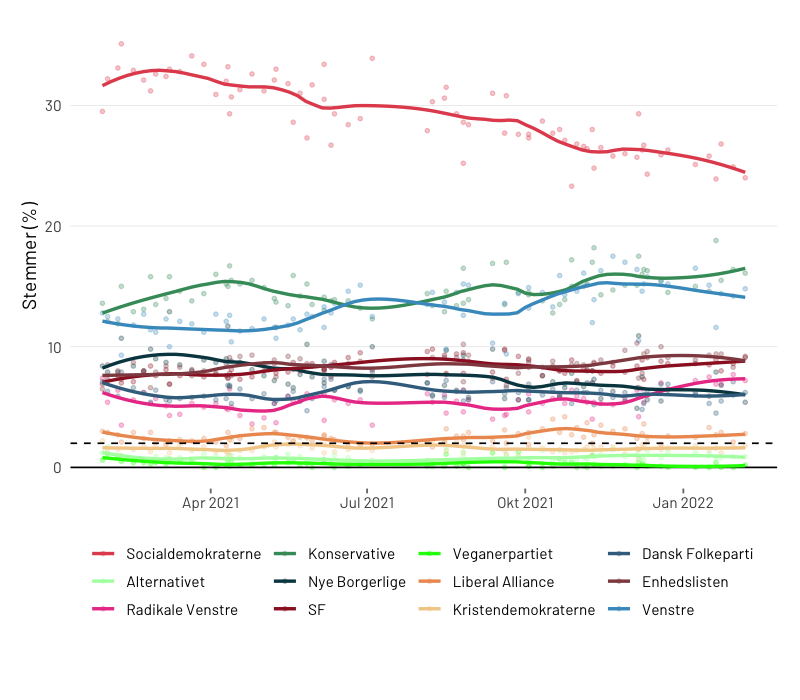 Stemmer(%)
30
20
10
0
Apr 2021
Jul 2021
Okt 2021
Jan 2022
Socialdemokraterne
Konservative
Veganerpartiet
Dansk Folkeparti
Alternativet
Nye Borgerlige
Liberal Alliance
Enhedslisten
Radikale Venstre
SF
Kristendemokraterne
Venstre